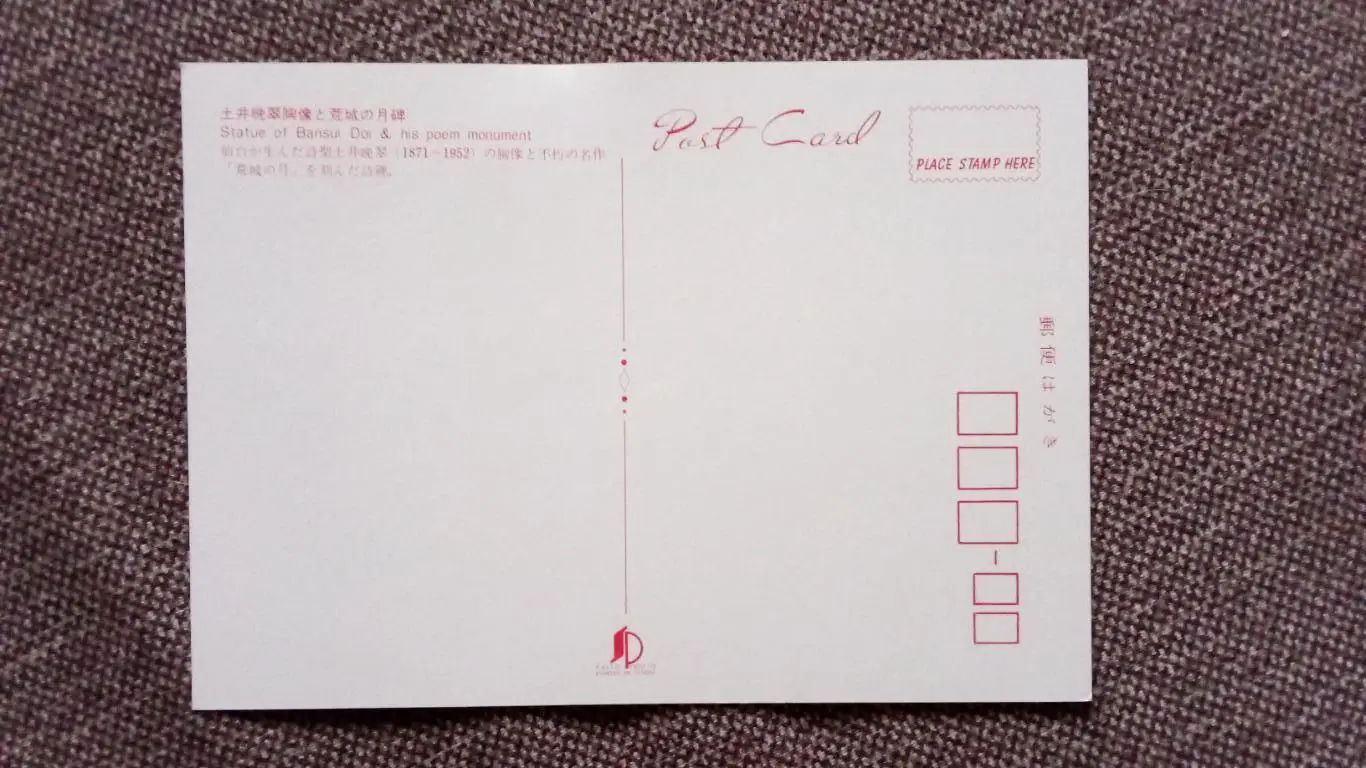 土井晩翠胸像と荒城の月碑
Statue of Bansui Doi & his poem monument
仙台が生んだ詩聖土井晩翠（1871〜1952）の胸像と不朽の名作
「荒城の月」を刻んだ詩碑。
Post Card
PLACE STAMP HERE
郵便はがき
SP